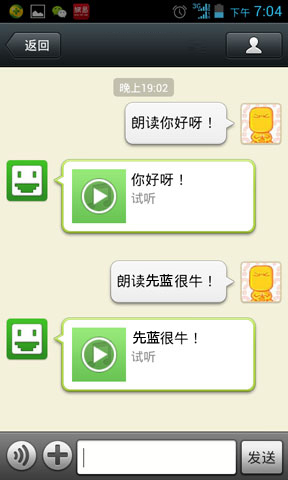 3G
下午 7:04
返回
晚上19:02
朗读你好呀！
你好呀！
试听
朗读先蓝很牛！
先蓝很牛！
试听
发送